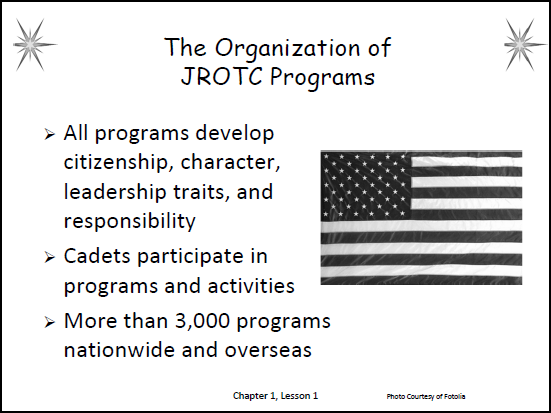 The Organization of
JROTC Programs
➢ All programs develop
citizenship, character,
leadership traits, and
responsibility
➢ Cadets participate in
programs and activities
➢ More than 3,000 programs
nationwide and overseas
Chapter 1, Lesson 1
Photo Courtesy of Fotolia